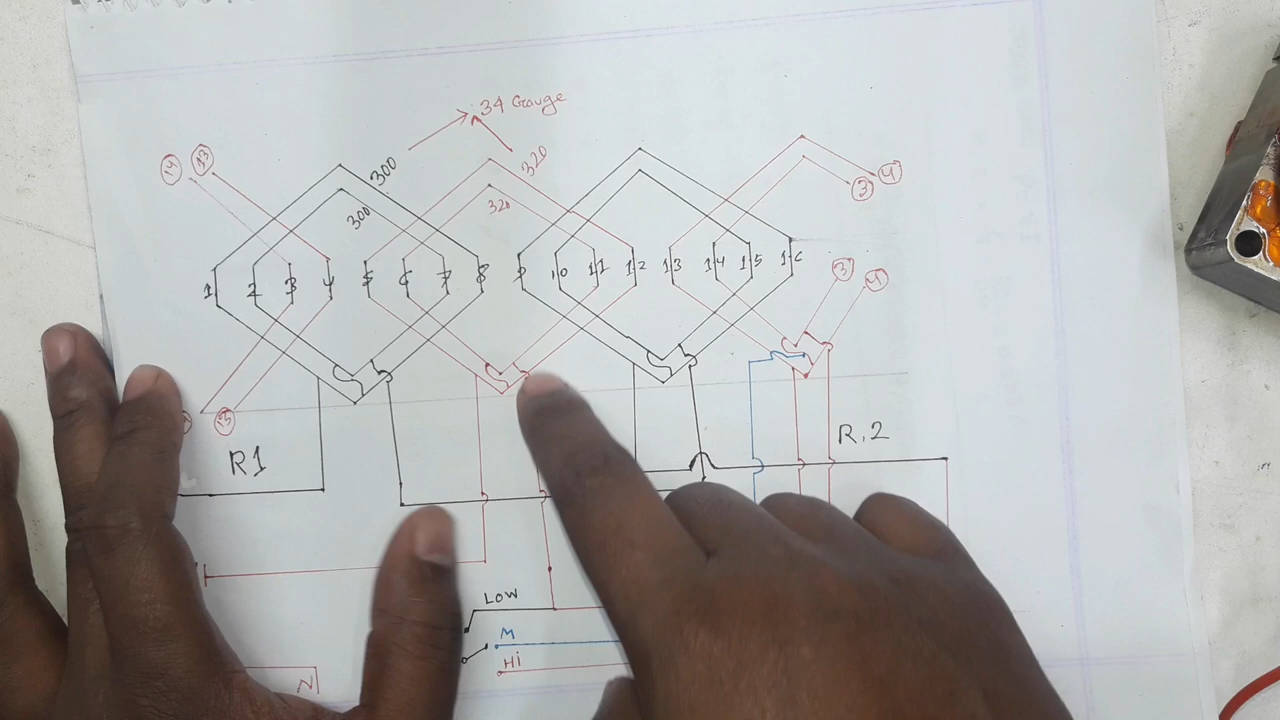 34 Gauge
14 13 300 320
300 320 3 4
1 2 3 4 5 6 7 8 9 10 11 12 13 14 15 16
3 4
13
R1 R.2
LOW
M
Hi
N